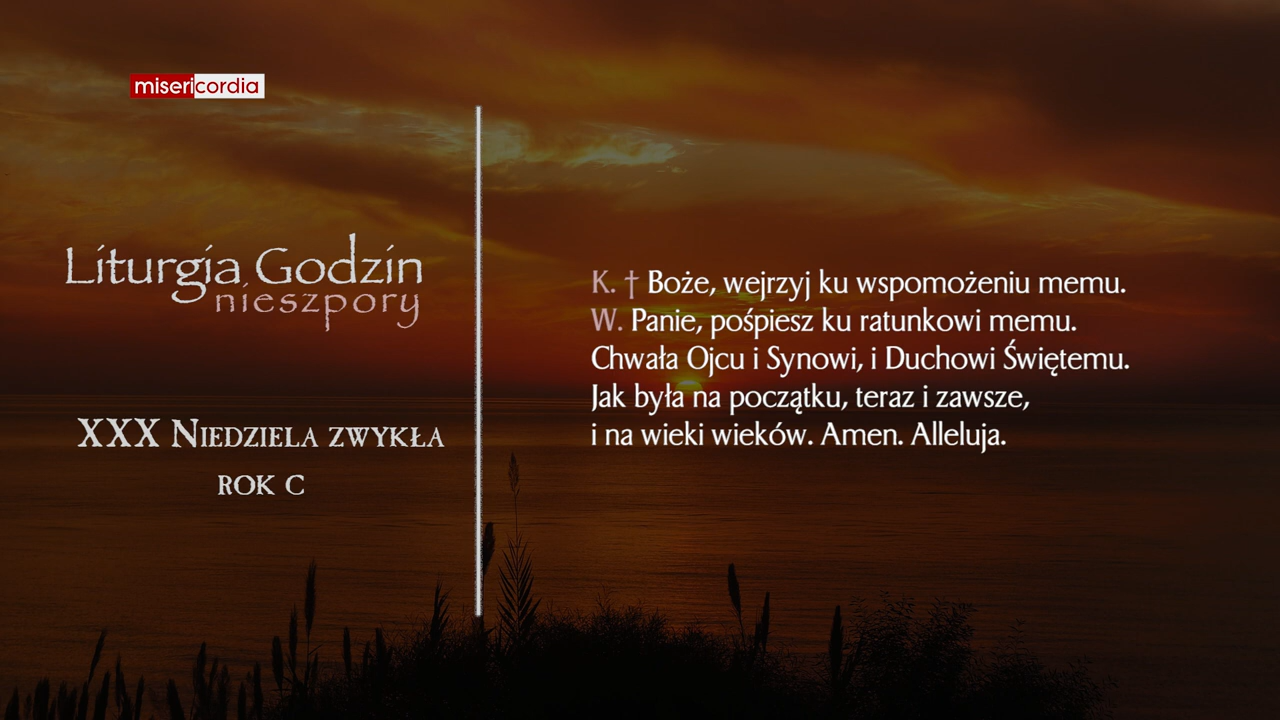 misericordia
Liturgia Godzin
nieszpory
XXX Niedziela zwykła
rok C
K. † Boże, wejrzyj ku wspomożeniu memu.
W. Panie, pośpiesz ku ratunkowi memu.
Chwała Ojcu i Synowi, i Duchowi Świętemu.
Jak była na początku, teraz i zawsze,
i na wieki wieków. Amen. Alleluja.